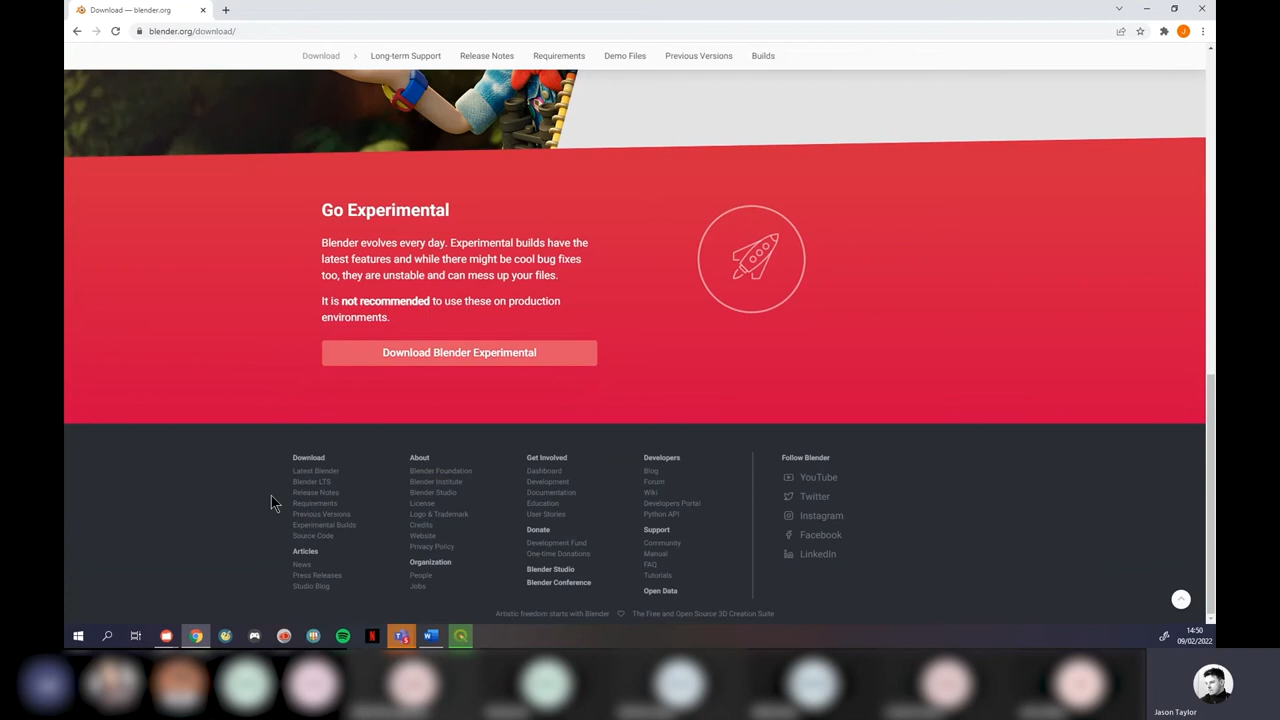 Download — blender.org
blender.org/download/
J
Download > Long-term Support Release Notes Requirements Demo Files Previous Versions Builds
Go Experimental
Blender evolves every day. Experimental builds have the
latest features and while there might be cool bug fixes
too, they are unstable and can mess up your files.
It is not recommended to use these on production
environments.
Download Blender Experimental
Download
Latest Blender
Blender LTS
Release Notes
Requirements
Previous Versions
Experimental Builds
Source Code
Articles
News
Press Releases
Studio Blog
About
Blender Foundation
Blender Institute
Blender Studio
License
Logo & Trademark
Credits
Website
Privacy Policy
Organization
People
Jobs
Get Involved
Dashboard
Development
Documentation
Education
User Stories
Donate
Development Fund
One-time Donations
Blender Studio
Blender Conference
Developers
Blog
Forum
Wiki
Developers Portal
Python API
Support
Community
Manual
FAQ
Tutorials
Open Data
Follow Blender
YouTube
Twitter
Instagram
Facebook
LinkedIn
Artistic freedom starts with Blender ♡ The Free and Open Source 3D Creation Suite
14:50
09/02/2022
Jason Taylor